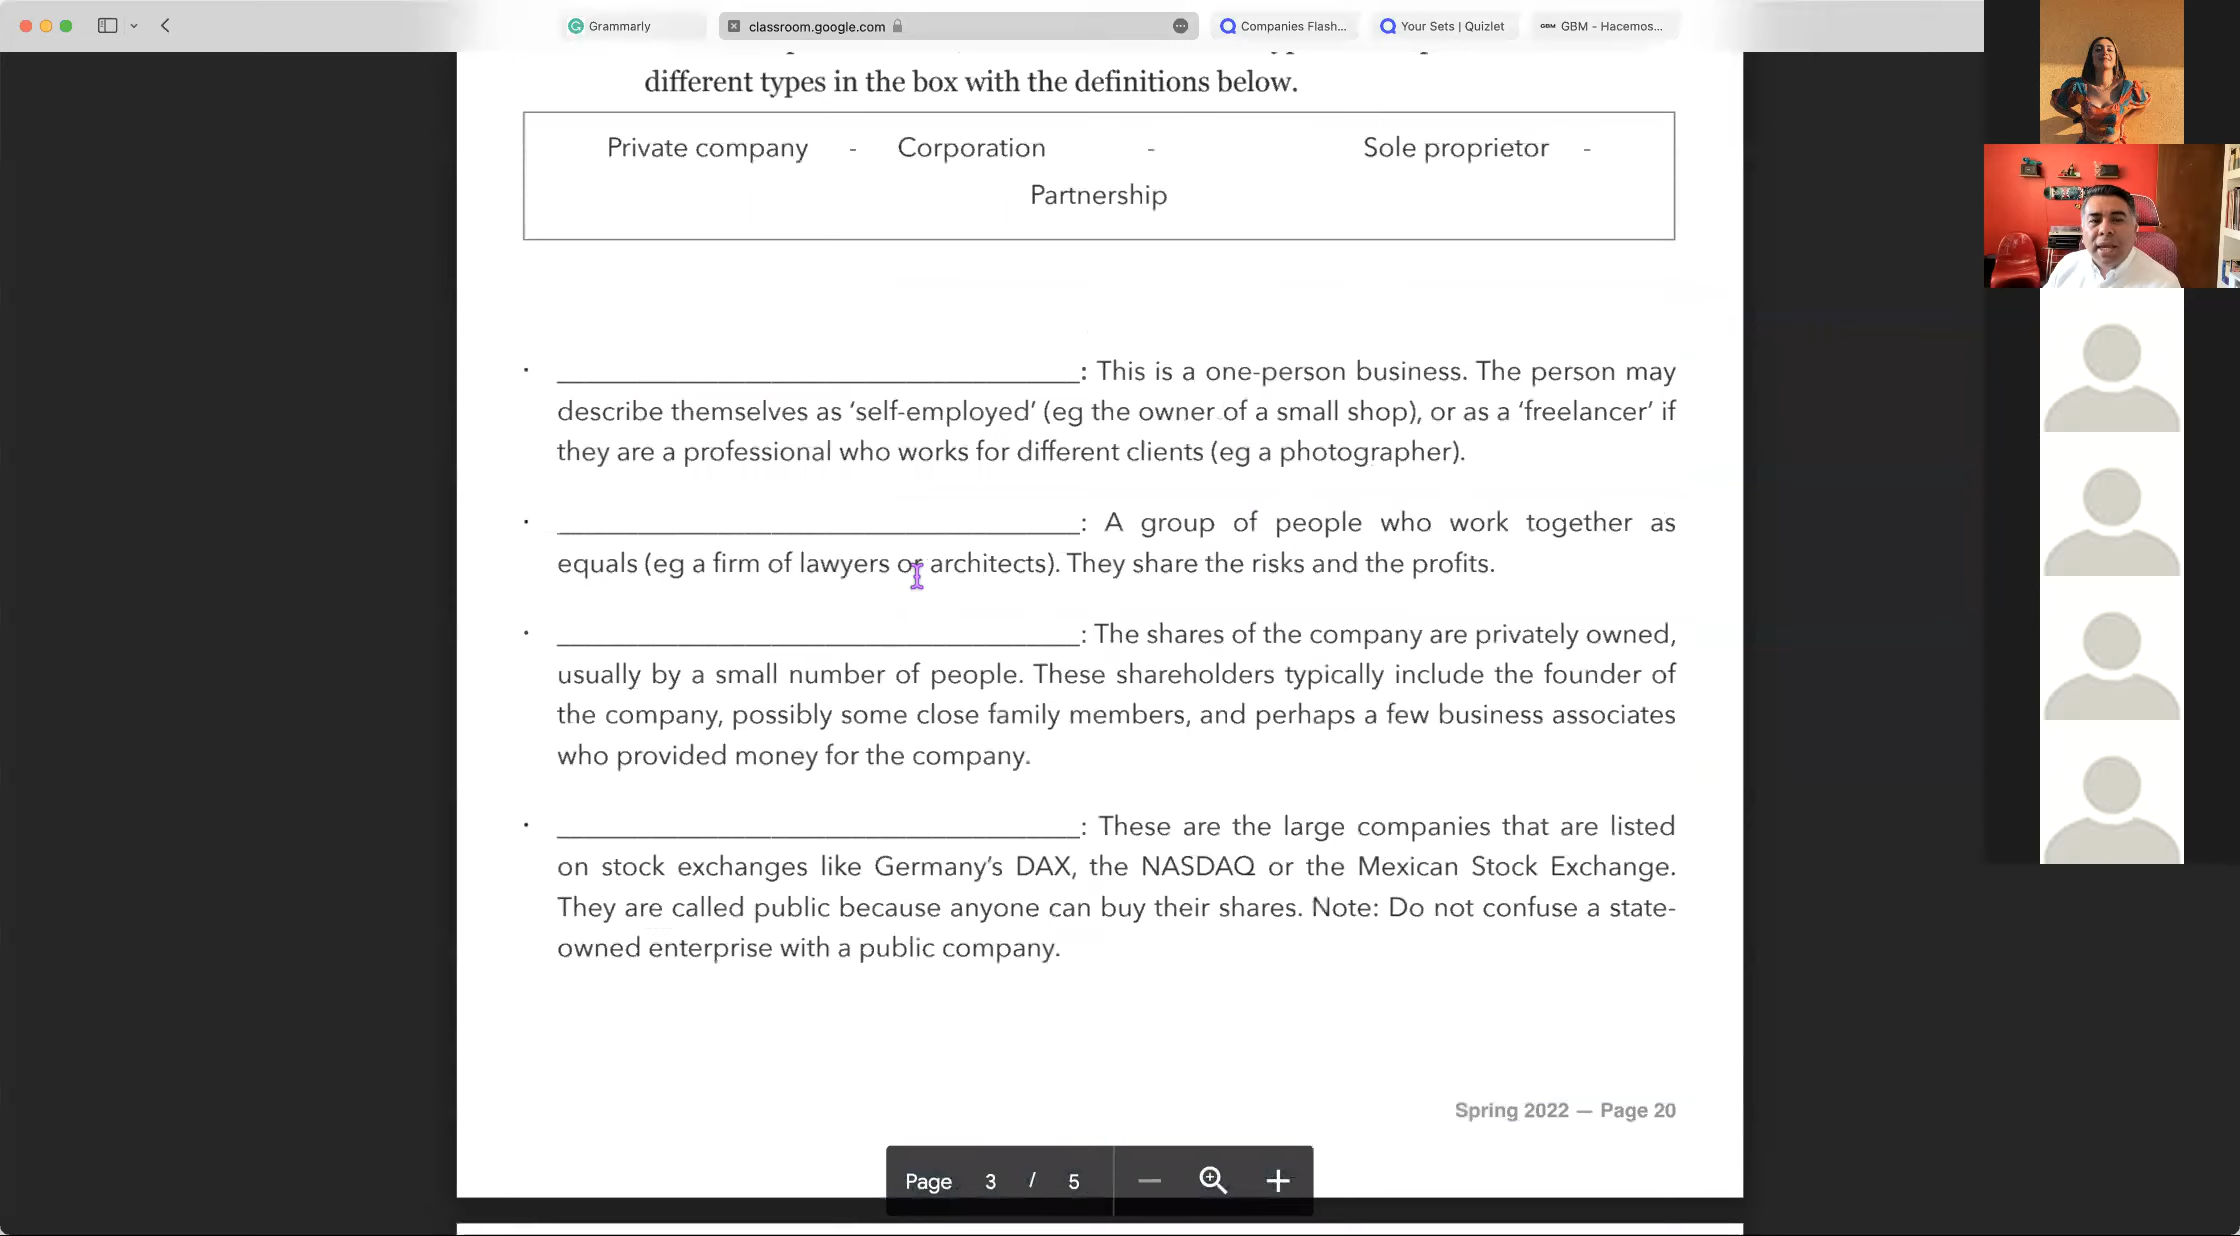 Grammarly
classroom.google.com
Companies Flash...
Your Sets | Quizlet
GBM GBM - Hacemos...
different types in the box with the definitions below.
Private company - Corporation - Sole proprietor -
Partnership
· ______________________________________: This is a one-person business. The person may
describe themselves as ‘self-employed’ (eg the owner of a small shop), or as a ‘freelancer’ if
they are a professional who works for different clients (eg a photographer).
· ______________________________________: A group of people who work together as
equals (eg a firm of lawyers or architects). They share the risks and the profits.
· ______________________________________: The shares of the company are privately owned,
usually by a small number of people. These shareholders typically include the founder of
the company, possibly some close family members, and perhaps a few business associates
who provided money for the company.
· ______________________________________: These are the large companies that are listed
on stock exchanges like Germany’s DAX, the NASDAQ or the Mexican Stock Exchange.
They are called public because anyone can buy their shares. Note: Do not confuse a state-
owned enterprise with a public company.
Spring 2022 — Page 20
Page 3 / 5